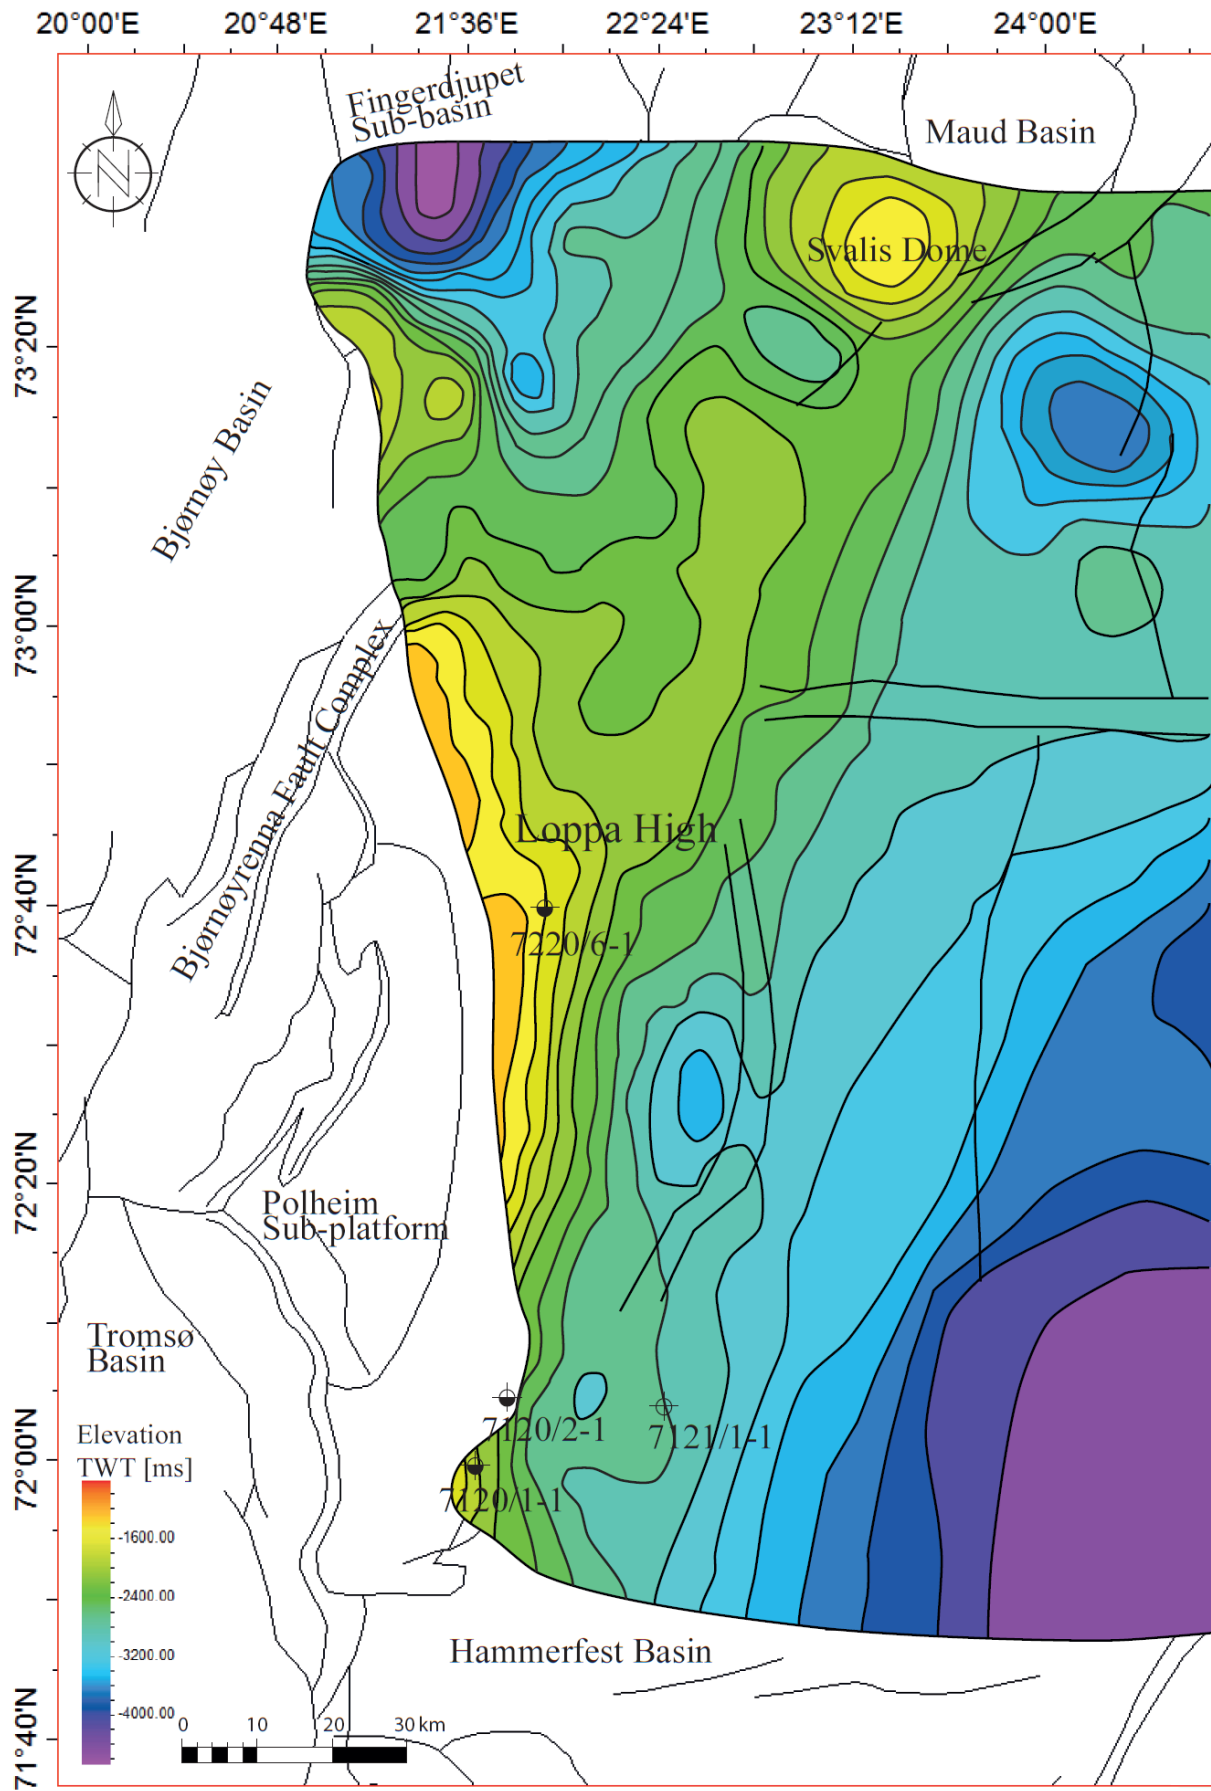 20°00'E 20°48'E 21°36'E 22°24'E 23°12'E 24°00'E
Fingerdjupet
Sub-basin
Maud Basin
N
Svalis Dome
73°20'N
Bjørnøy Basin
73°00'N
Bjørnøyrenna Fault Complex
Loppa High
72°40'N
7220/6-1
72°20'N
Polheim
Sub-platform
Tromsø
Basin
7120/2-1
7121/1-1
72°00'N
7120/1-1
Elevation
TWT [ms]
-1600.00
-2400.00
-3200.00
-4000.00
Hammerfest Basin
0 10 20 30 km
71°40'N